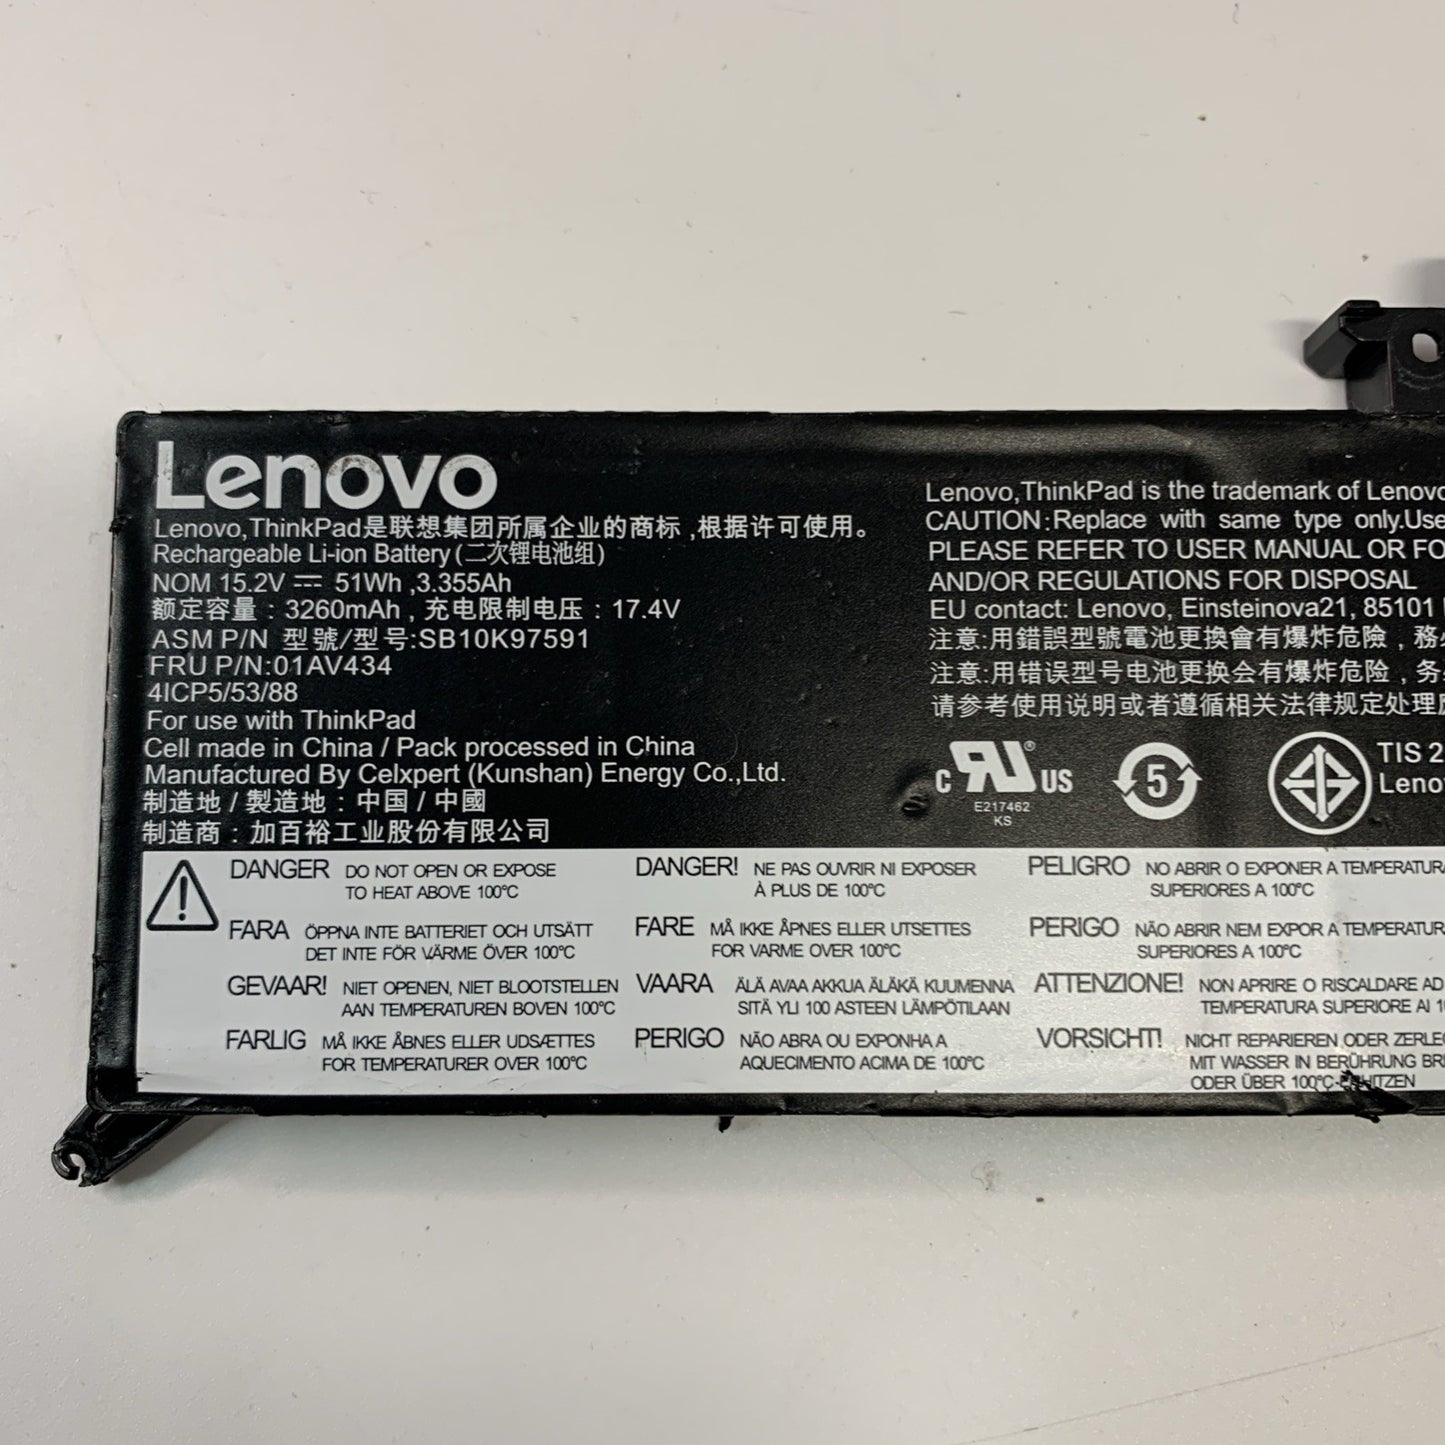 Lenovo
Lenovo,ThinkPad是联想集团所属企业的商标 ,根据许可使用。
Rechargeable Li-ion Battery (二次锂电池组)
NOM 15.2V ⎓ 51Wh ,3.355Ah
额定容量：3260mAh , 充电限制电压：17.4V
ASM P/N 型號/型号:SB10K97591
FRU P/N:01AV434
4ICP5/53/88
For use with ThinkPad
Cell made in China / Pack processed in China
Manufactured By Celxpert (Kunshan) Energy Co.,Ltd.
制造地 / 製造地：中国 / 中國
制造商：加百裕工业股份有限公司
Lenovo,ThinkPad is the trademark of Lenovo
CAUTION:Replace with same type only.Use
PLEASE REFER TO USER MANUAL OR FO
AND/OR REGULATIONS FOR DISPOSAL
EU contact: Lenovo, Einsteinova21, 85101
注意:用錯誤型號電池更換會有爆炸危險，務
注意:用错误型号电池更换会有爆炸危险，务
请参考使用说明或者遵循相关法律规定处理
C UR ® US
E217462
KS
5
TIS 2
Leno
DANGER DO NOT OPEN OR EXPOSE
TO HEAT ABOVE 100°C
DANGER! NE PAS OUVRIR NI EXPOSER
À PLUS DE 100°C
PELIGRO NO ABRIR O EXPONER A TEMPERATURA
SUPERIORES A 100°C
FARA ÖPPNA INTE BATTERIET OCH UTSÄTT
DET INTE FÖR VÄRME ÖVER 100°C
FARE MÅ IKKE ÅPNES ELLER UTSETTES
FOR VARME OVER 100°C
PERIGO NÃO ABRIR NEM EXPOR A TEMPERATUR
SUPERIORES A 100°C
GEVAAR! NIET OPENEN, NIET BLOOTSTELLEN
AAN TEMPERATUREN BOVEN 100°C
VAARA ÄLÄ AVAA AKKUA ÄLÄKÄ KUUMENNA
SITÄ YLI 100 ASTEEN LÄMPÖTILAAN
ATTENZIONE! NON APRIRE O RISCALDARE AD
TEMPERATURA SUPERIORE AI 1
FARLIG MÅ IKKE ÅBNES ELLER UDSÆTTES
FOR TEMPERATURER OVER 100°C
PERIGO NÃO ABRA OU EXPONHA A
AQUECIMENTO ACIMA DE 100°C
VORSICHT! NICHT REPARIEREN ODER ZERLE
MIT WASSER IN BERÜHRUNG BR
ODER ÜBER 100°C